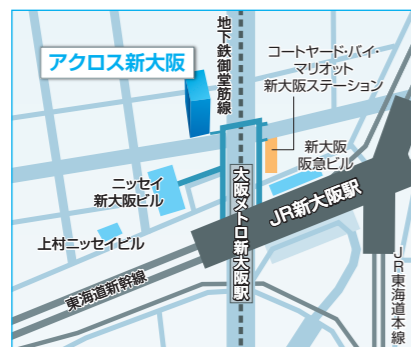 アクロス新大阪
地下鉄御堂筋線
コートヤード・バイ・
マリオット
新大阪ステーション
新大阪
阪急ビル
ニッセイ
新大阪ビル
大阪メトロ新大阪駅
JR新大阪駅
上村ニッセイビル
東海道新幹線
JR東海道本線